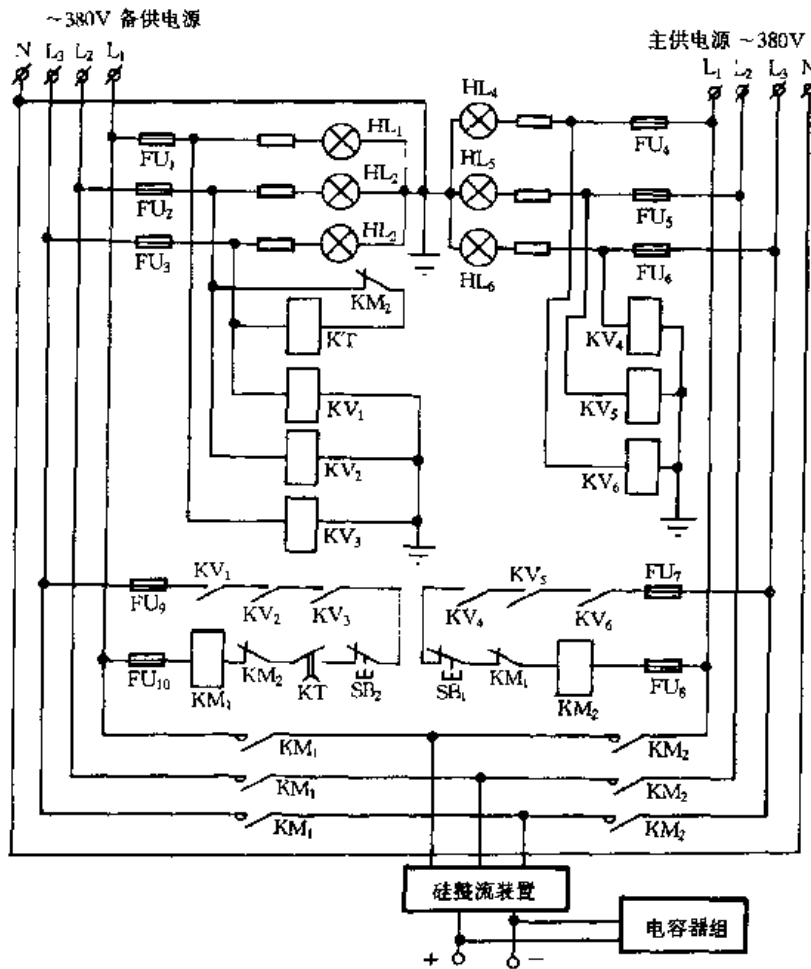 ~380V 备供电源
主供电源 ~380V
N L₃ L₂ L₁
L₁ L₂ L₃ N
HL₄
HL₁
FU₁
FU₄
HL₅
HL₂
FU₂
FU₅
HL₂
FU₃
HL₆
FU₆
KM₂
KT
KV₄
KV₁
KV₅
KV₂
KV₆
KV₃
FU₉ KV₁ KV₂ KV₃
KV₄ KV₅ KV₆ FU₇
FU₁₀ KM₁ KM₂ KT SB₂
SB₁ KM₁ KM₂ FU₈
KM₁ KM₂
KM₁ KM₂
KM₁ KM₂
硅整流装置
电容器组
+ −